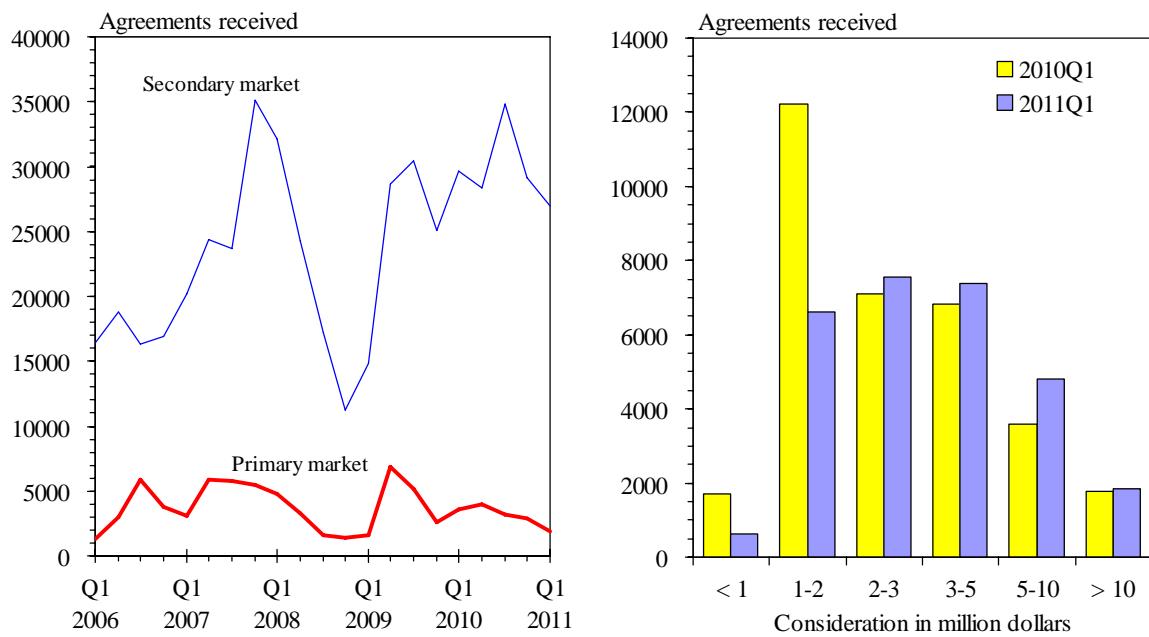 Agreements received
40000
35000
30000
25000
20000
15000
10000
5000
0
Secondary market
Primary market
Q1 Q1 Q1 Q1 Q1 Q1
2006 2007 2008 2009 2010 2011
Agreements received
14000
12000
10000
8000
6000
4000
2000
0
2010Q1
2011Q1
< 1 1-2 2-3 3-5 5-10 > 10
Consideration in million dollars